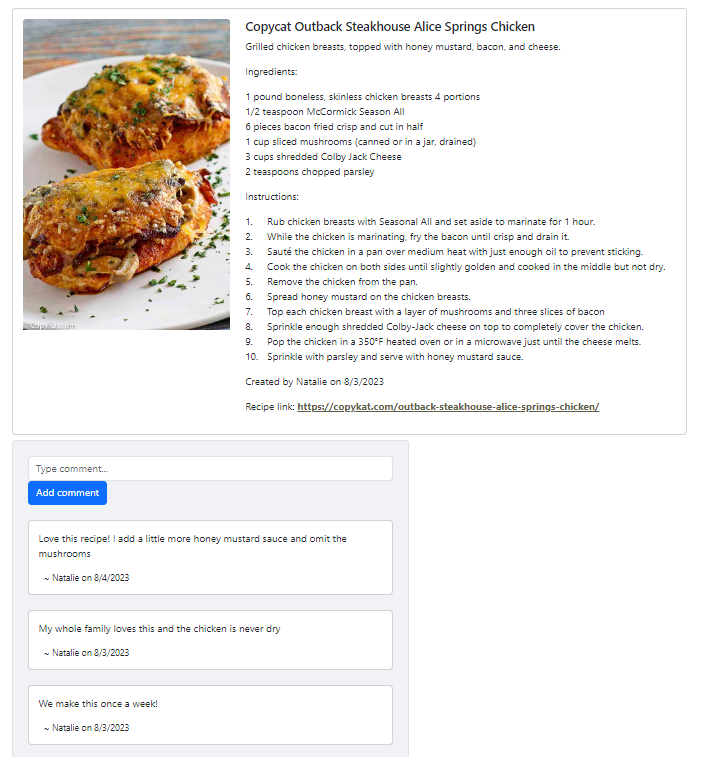 Copycat Outback Steakhouse Alice Springs Chicken
Grilled chicken breasts, topped with honey mustard, bacon, and cheese.
Ingredients:
1 pound boneless, skinless chicken breasts 4 portions
1/2 teaspoon McCormick Season All
6 pieces bacon fried crisp and cut in half
1 cup sliced mushrooms (canned or in a jar, drained)
3 cups shredded Colby Jack Cheese
2 teaspoons chopped parsley
Instructions:
1. Rub chicken breasts with Seasonal All and set aside to marinate for 1 hour.
2. While the chicken is marinating, fry the bacon until crisp and drain it.
3. Sauté the chicken in a pan over medium heat with just enough oil to prevent sticking.
4. Cook the chicken on both sides until slightly golden and cooked in the middle but not dry.
5. Remove the chicken from the pan.
6. Spread honey mustard on the chicken breasts.
7. Top each chicken breast with a layer of mushrooms and three slices of bacon
8. Sprinkle enough shredded Colby-Jack cheese on top to completely cover the chicken.
9. Pop the chicken in a 350°F heated oven or in a microwave just until the cheese melts.
10. Sprinkle with parsley and serve with honey mustard sauce.
Created by Natalie on 8/3/2023
Recipe link: https://copykat.com/outback-steakhouse-alice-springs-chicken/
©CopyKat.com
Type comment...
Add comment
Love this recipe! I add a little more honey mustard sauce and omit the
mushrooms
~ Natalie on 8/4/2023
My whole family loves this and the chicken is never dry
~ Natalie on 8/3/2023
We make this once a week!
~ Natalie on 8/3/2023